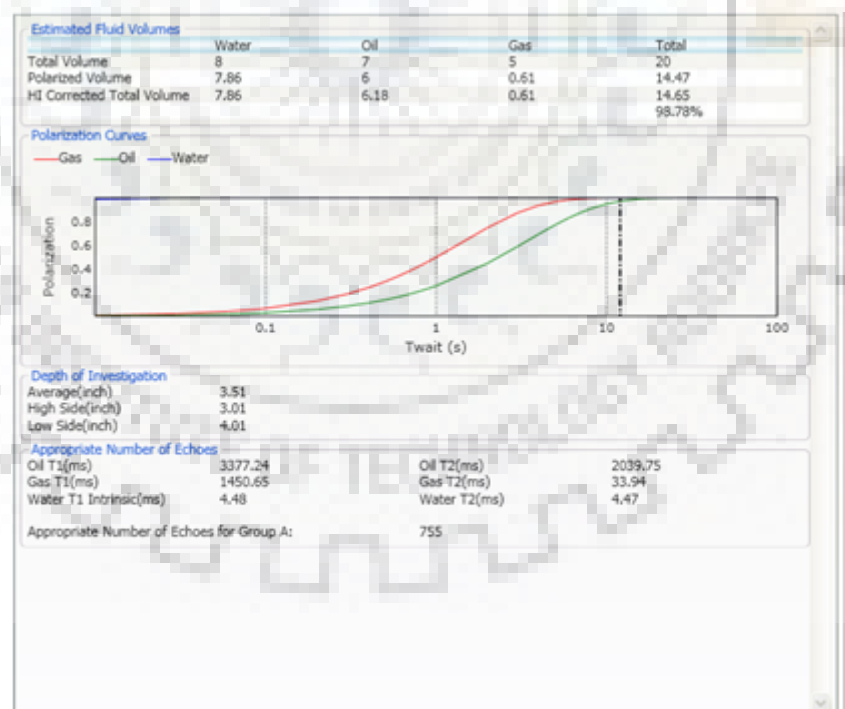 Estimated Fluid Volumes
Water Oil Gas Total
Total Volume 8 7 5 20
Polarized Volume 7.86 6 0.61 14.47
HI Corrected Total Volume 7.86 6.18 0.61 14.65
98.78%
Polarization Curves
Gas Oil Water
Polarization
0.8
0.6
0.4
0.2
0.1 1 10 100
Twait (s)
Depth of Investigation
Average(inch) 3.51
High Side(inch) 3.01
Low Side(inch) 4.01
Appropriate Number of Echoes
Oil T1(ms) 3377.24 Oil T2(ms) 2039.75
Gas T1(ms) 1450.65 Gas T2(ms) 33.94
Water T1 Intrinsic(ms) 4.48 Water T2(ms) 4.47
Appropriate Number of Echoes for Group A: 755